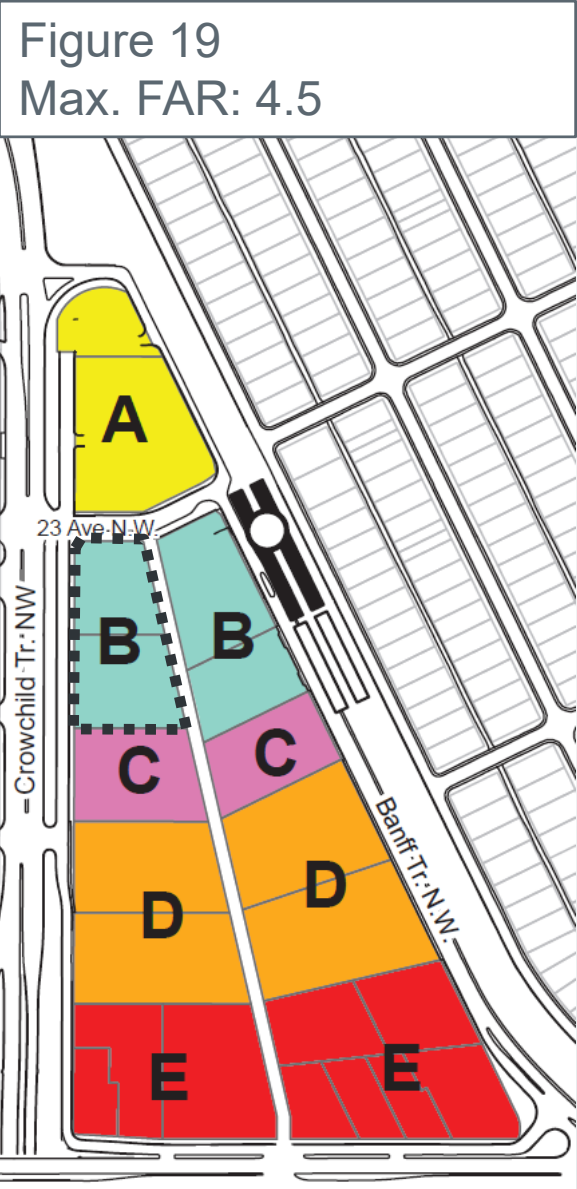 Figure 19
Max. FAR: 4.5
A
23 Ave N.W.
B
B
Crowchild Tr. NW
C
C
Banff Tr. N.W.
D
D
E
E